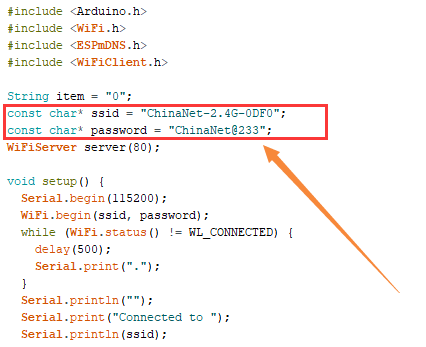 #include <Arduino.h>
#include <WiFi.h>
#include <ESPmDNS.h>
#include <WiFiClient.h>
String item = "0";
const char* ssid = "ChinaNet-2.4G-0DF0";
const char* password = "ChinaNet@233";
WiFiServer server(80);
void setup() {
  Serial.begin(115200);
  WiFi.begin(ssid, password);
  while (WiFi.status() != WL_CONNECTED) {
    delay(500);
    Serial.print(".");
  }
  Serial.println("");
  Serial.print("Connected to ");
  Serial.println(ssid);